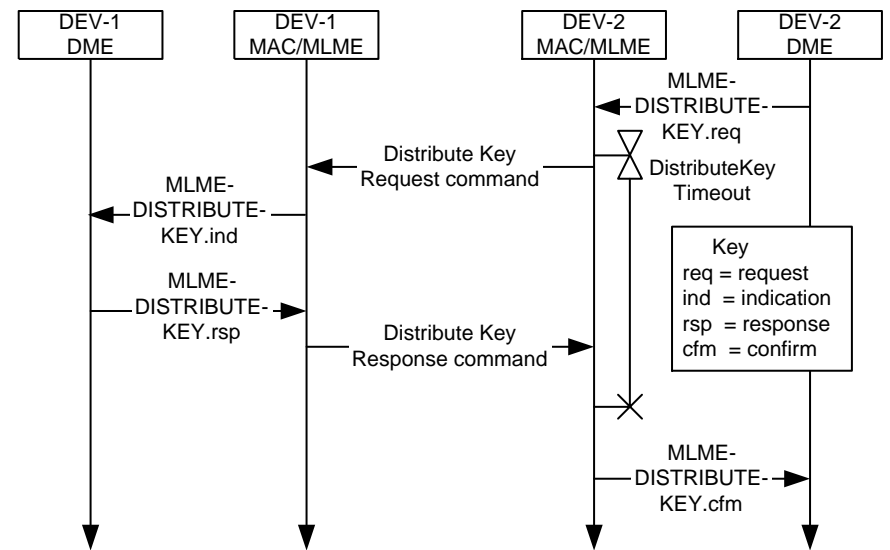 DEV-1
DME
DEV-1
MAC/MLME
DEV-2
MAC/MLME
DEV-2
DME
MLME-
DISTRIBUTE-
KEY.req
Distribute Key
Request command
DistributeKey
Timeout
MLME-
DISTRIBUTE-
KEY.ind
Key
req = request
ind = indication
rsp = response
cfm = confirm
MLME-
DISTRIBUTE-
KEY.rsp
Distribute Key
Response command
MLME-
DISTRIBUTE-
KEY.cfm